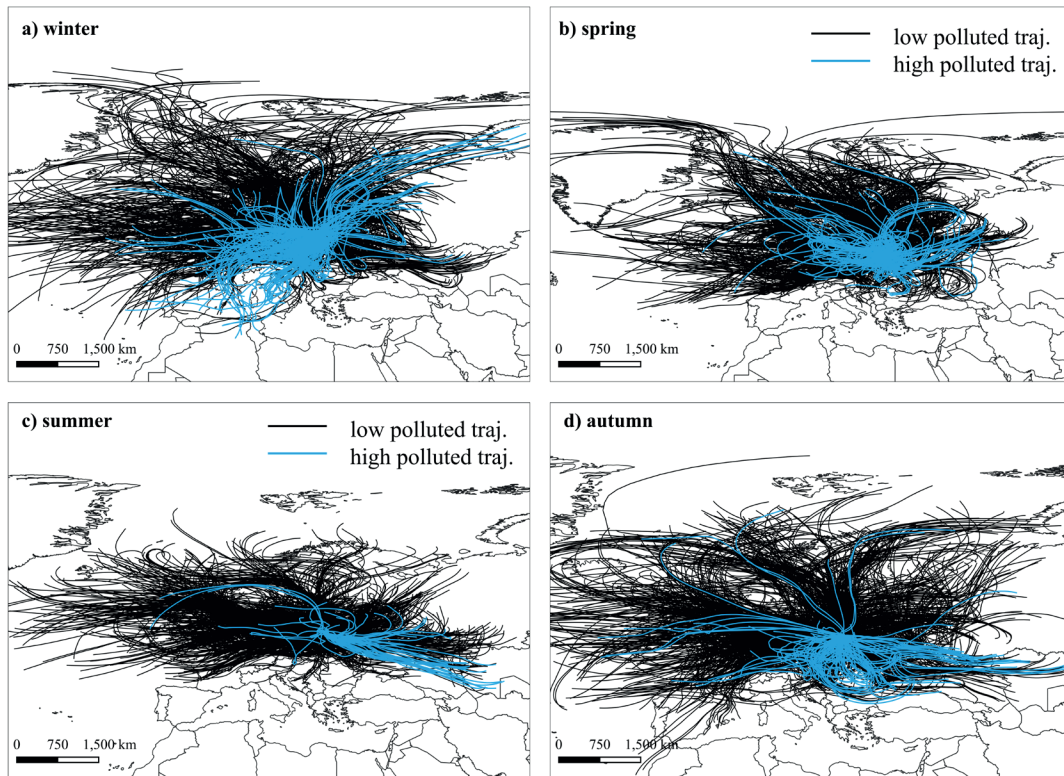 a) winter
0 750 1,500 km
b) spring
low polluted traj.
high polluted traj.
0 750 1,500 km
c) summer
low polluted traj.
high polluted traj.
0 750 1,500 km
d) autumn
0 750 1,500 km